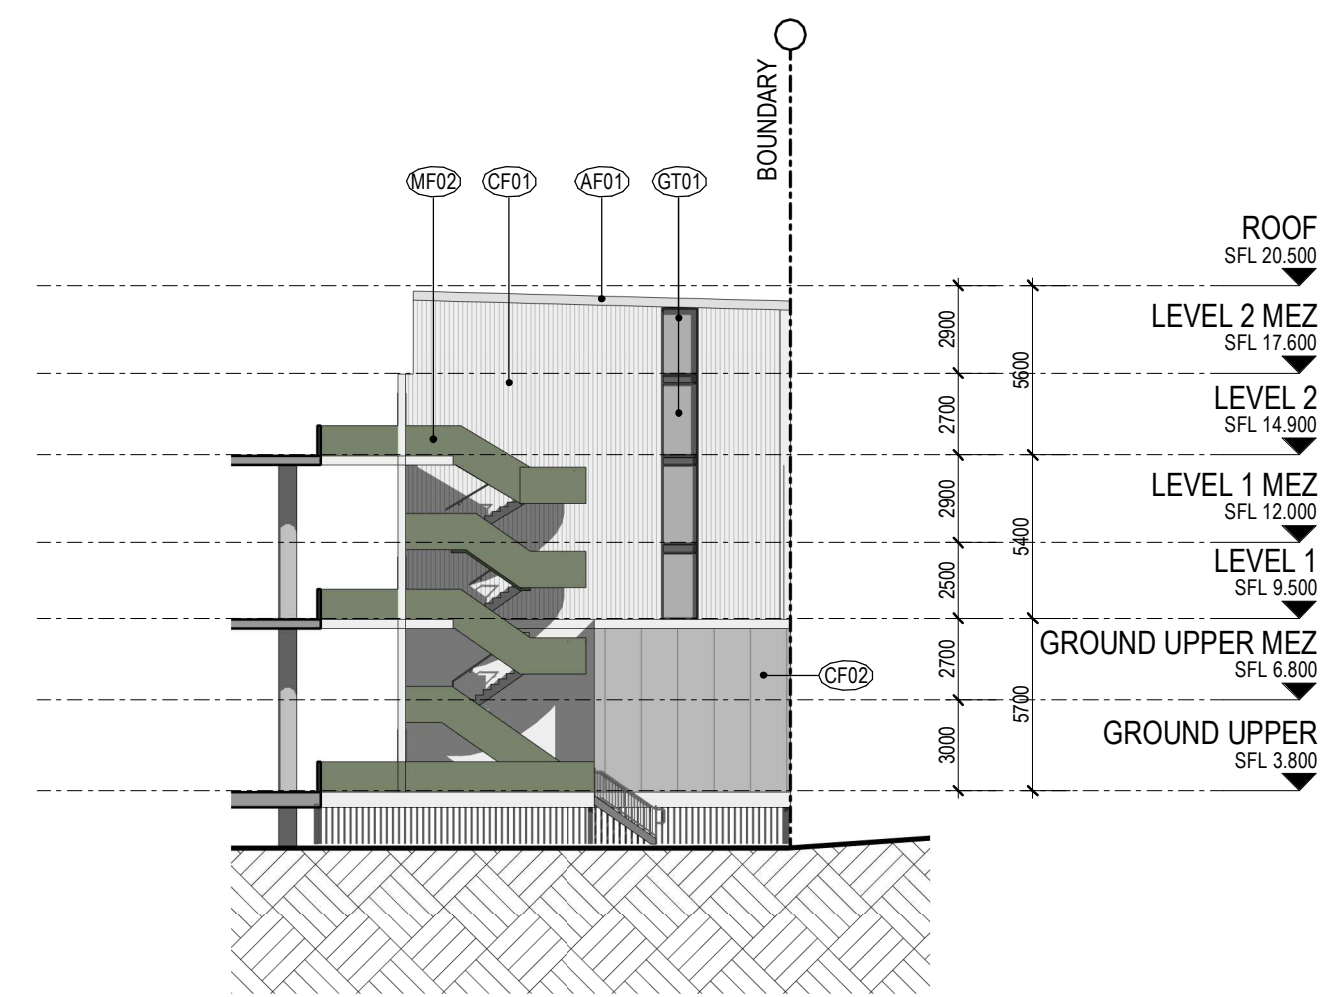 BOUNDARY
MF02
CF01
AF01
GT01
ROOF
SFL 20.500
LEVEL 2 MEZ
SFL 17.600
LEVEL 2
SFL 14.900
LEVEL 1 MEZ
SFL 12.000
LEVEL 1
SFL 9.500
GROUND UPPER MEZ
SFL 6.800
GROUND UPPER
SFL 3.800
2900
2700
2900
2500
2700
3000
5600
5400
5700
CF02